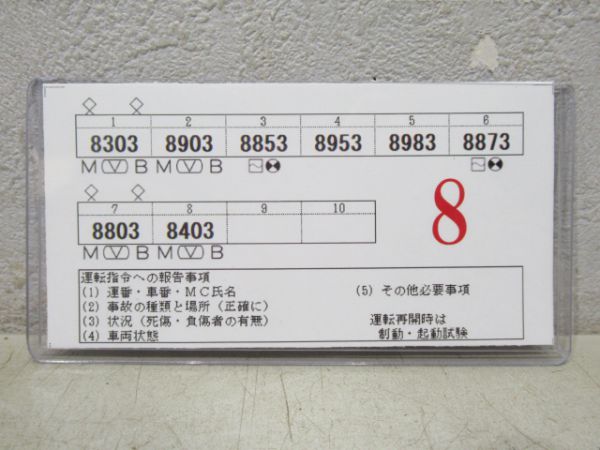 1 2 3 4 5 6
8303 8903 8853 8953 8983 8873
M V B M V B
7 8 9 10
8803 8403
M V B M V B
8
運転指令への報告事項
(1) 運番・車番・MC氏名
(2) 事故の種類と場所（正確に）
(3) 状況（死傷・負傷者の有無）
(4) 車両状態
(5) その他必要事項
運転再開時は
制動・起動試験